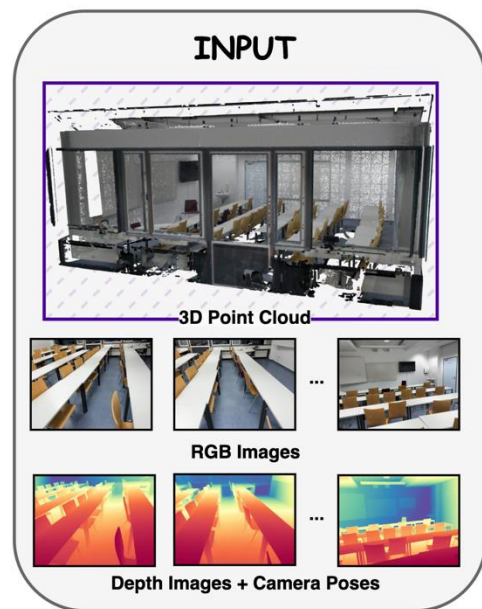 INPUT
3D Point Cloud
...
RGB Images
...
Depth Images + Camera Poses